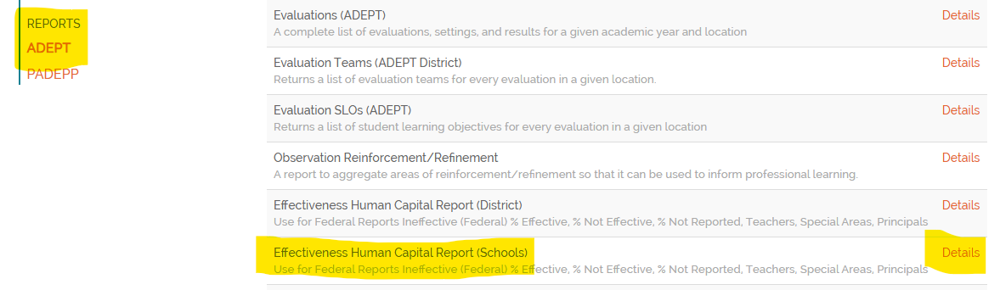 REPORTS
ADEPT
PADEPP
Evaluations (ADEPT) Details
A complete list of evaluations, settings, and results for a given academic year and location
Evaluation Teams (ADEPT District) Details
Returns a list of evaluation teams for every evaluation in a given location.
Evaluation SLOs (ADEPT) Details
Returns a list of student learning objectives for every evaluation in a given location
Observation Reinforcement/Refinement Details
A report to aggregate areas of reinforcement/refinement so that it can be used to inform professional learning.
Effectiveness Human Capital Report (District) Details
Use for Federal Reports Ineffective (Federal) % Effective, % Not Effective, % Not Reported, Teachers, Special Areas, Principals
Effectiveness Human Capital Report (Schools) Details
Use for Federal Reports Ineffective (Federal) % Effective, % Not Effective, % Not Reported, Teachers, Special Areas, Principals